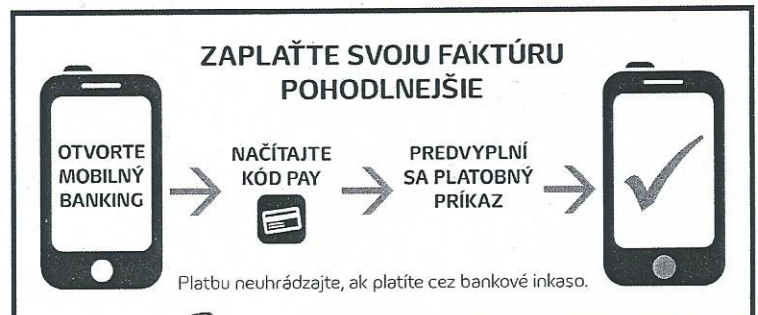 ZAPLAŤTE SVOJU FAKTÚRU
POHODLNEJŠIE
OTVORTE
MOBILNÝ
BANKING
NAČÍTAJTE
KÓD PAY
PREDVYPLNÍ
SA PLATOBNÝ
PRÍKAZ
Platbu neuhrádzajte, ak platíte cez bankové inkaso.